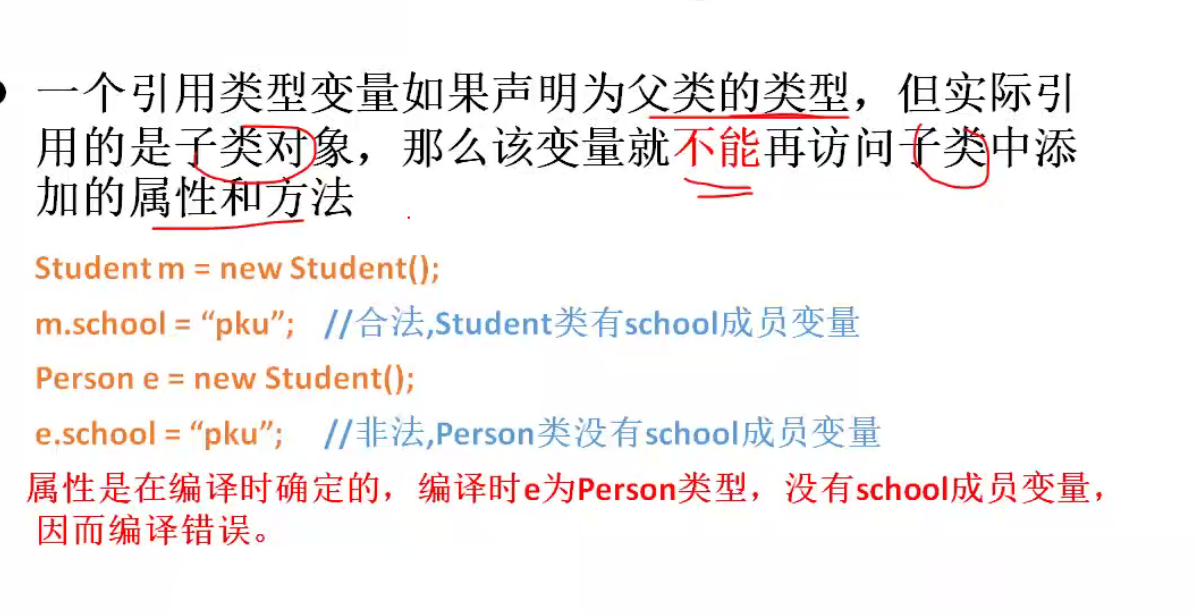 一个引用类型变量如果声明为父类的类型，但实际引
用的是子类对象，那么该变量就不能再访问子类中添
加的属性和方法
Student m = new Student();
m.school = “pku”; //合法,Student类有school成员变量
Person e = new Student();
e.school = “pku”; //非法,Person类没有school成员变量
属性是在编译时确定的，编译时e为Person类型，没有school成员变量，
因而编译错误。